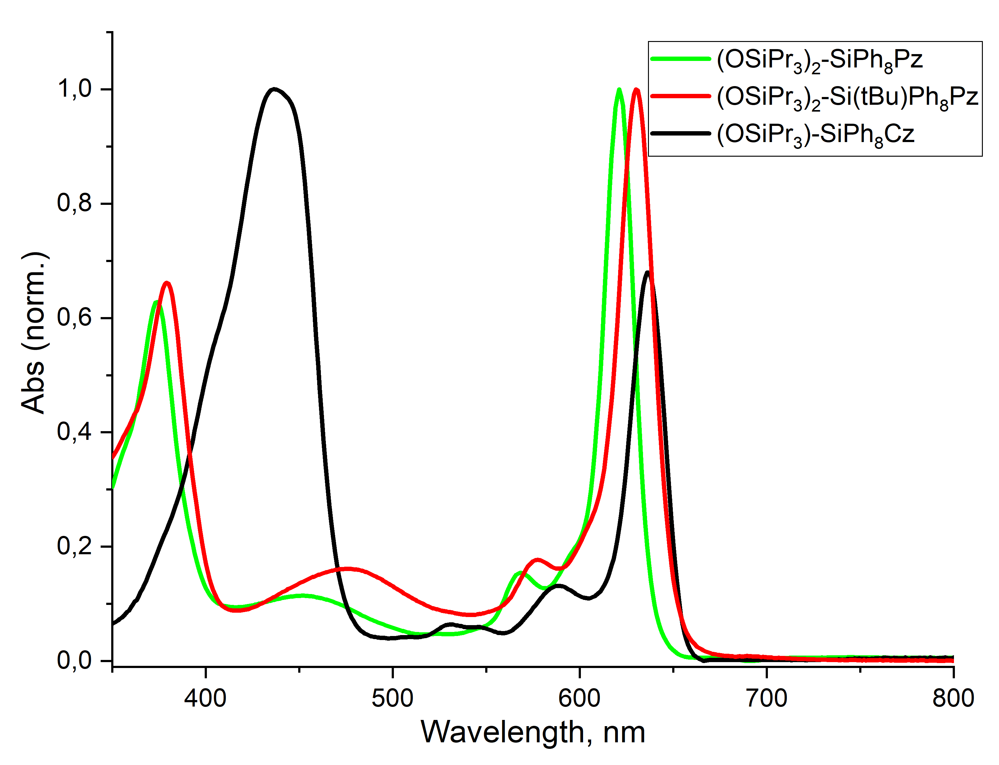 (OSiPr₃)₂-SiPh₈Pz
(OSiPr₃)₂-Si(tBu)Ph₈Pz
(OSiPr₃)-SiPh₈Cz
1,0
0,8
0,6
0,4
0,2
0,0
Abs (norm.)
400 500 600 700 800
Wavelength, nm